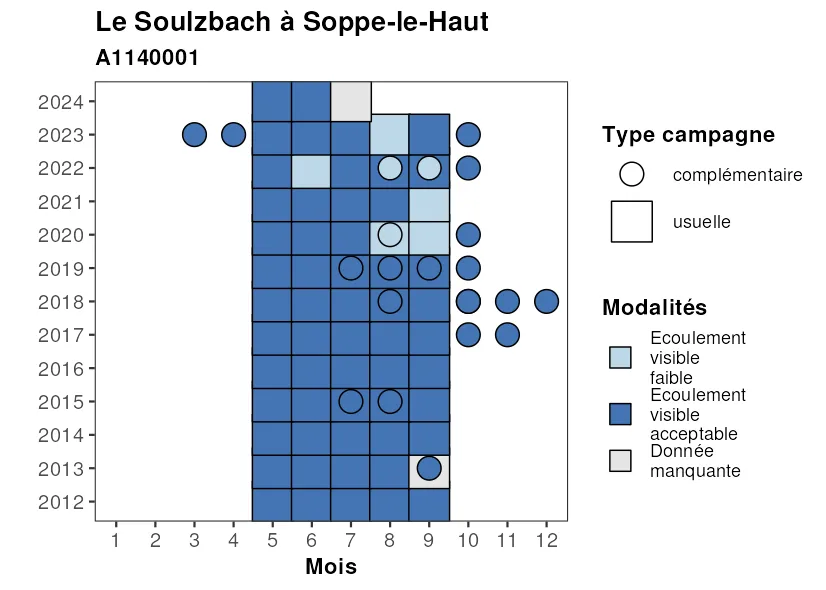 Le Soulzbach à Soppe-le-Haut
A1140001
2024
2023
2022
2021
2020
2019
2018
2017
2016
2015
2014
2013
2012
1 2 3 4 5 6 7 8 9 10 11 12
Mois
Type campagne
complémentaire
usuelle
Modalités
Ecoulement
visible
faible
Ecoulement
visible
acceptable
Donnée
manquante